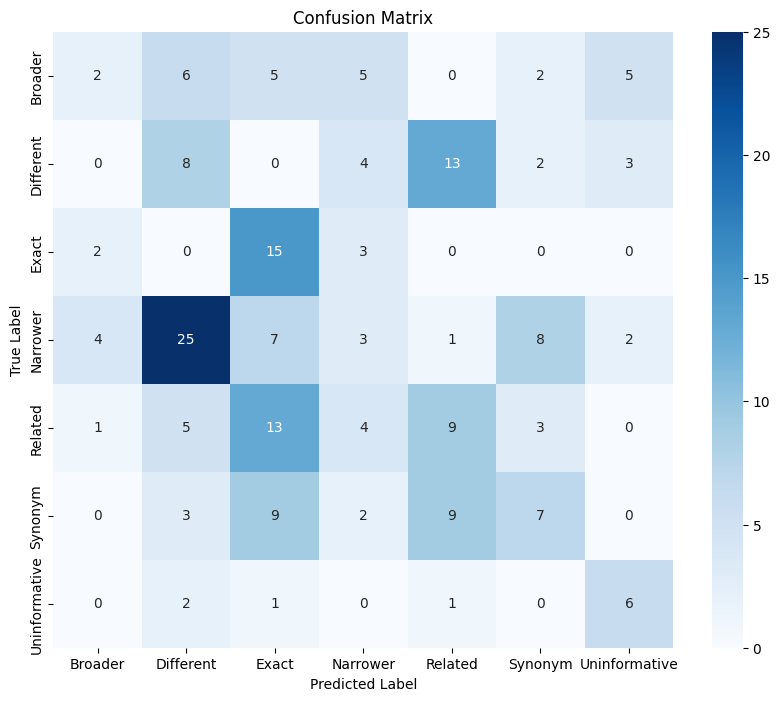 Confusion Matrix
True Label
Broader 2 6 5 5 0 2 5
Different 0 8 0 4 13 2 3
Exact 2 0 15 3 0 0 0
Narrower 4 25 7 3 1 8 2
Related 1 5 13 4 9 3 0
Synonym 0 3 9 2 9 7 0
Uninformative 0 2 1 0 1 0 6
Broader Different Exact Narrower Related Synonym Uninformative
Predicted Label
25
20
15
10
5
0